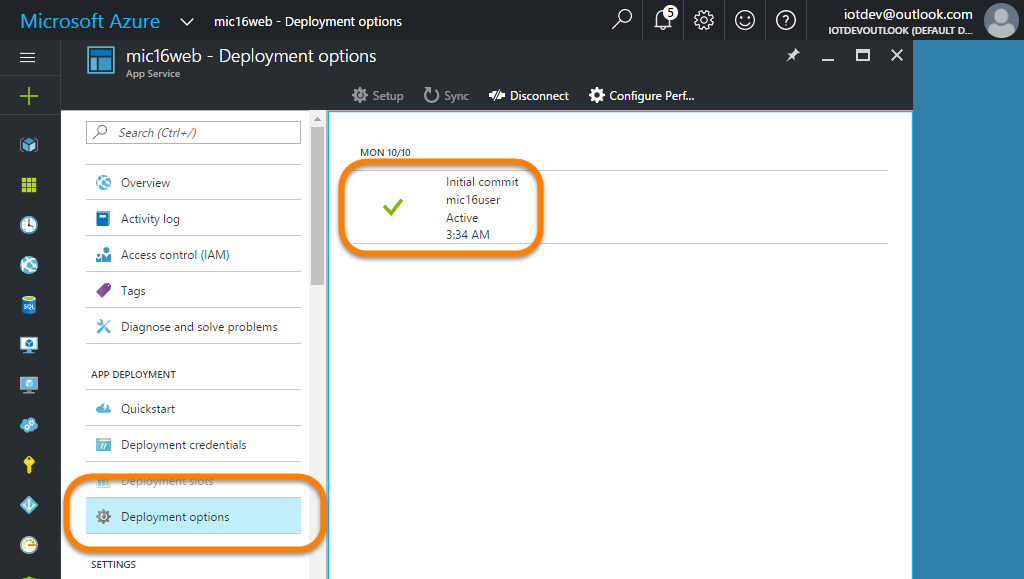 Microsoft Azure
mic16web - Deployment options
5
iotdev@outlook.com
IOTDEVOUTLOOK (DEFAULT D...
mic16web - Deployment options
App Service
Setup
Sync
Disconnect
Configure Perf...
Search (Ctrl+/)
Overview
Activity log
Access control (IAM)
Tags
Diagnose and solve problems
APP DEPLOYMENT
Quickstart
Deployment credentials
Deployment slots
Deployment options
SETTINGS
MON 10/10
Initial commit
mic16user
Active
3:34 AM
SQL